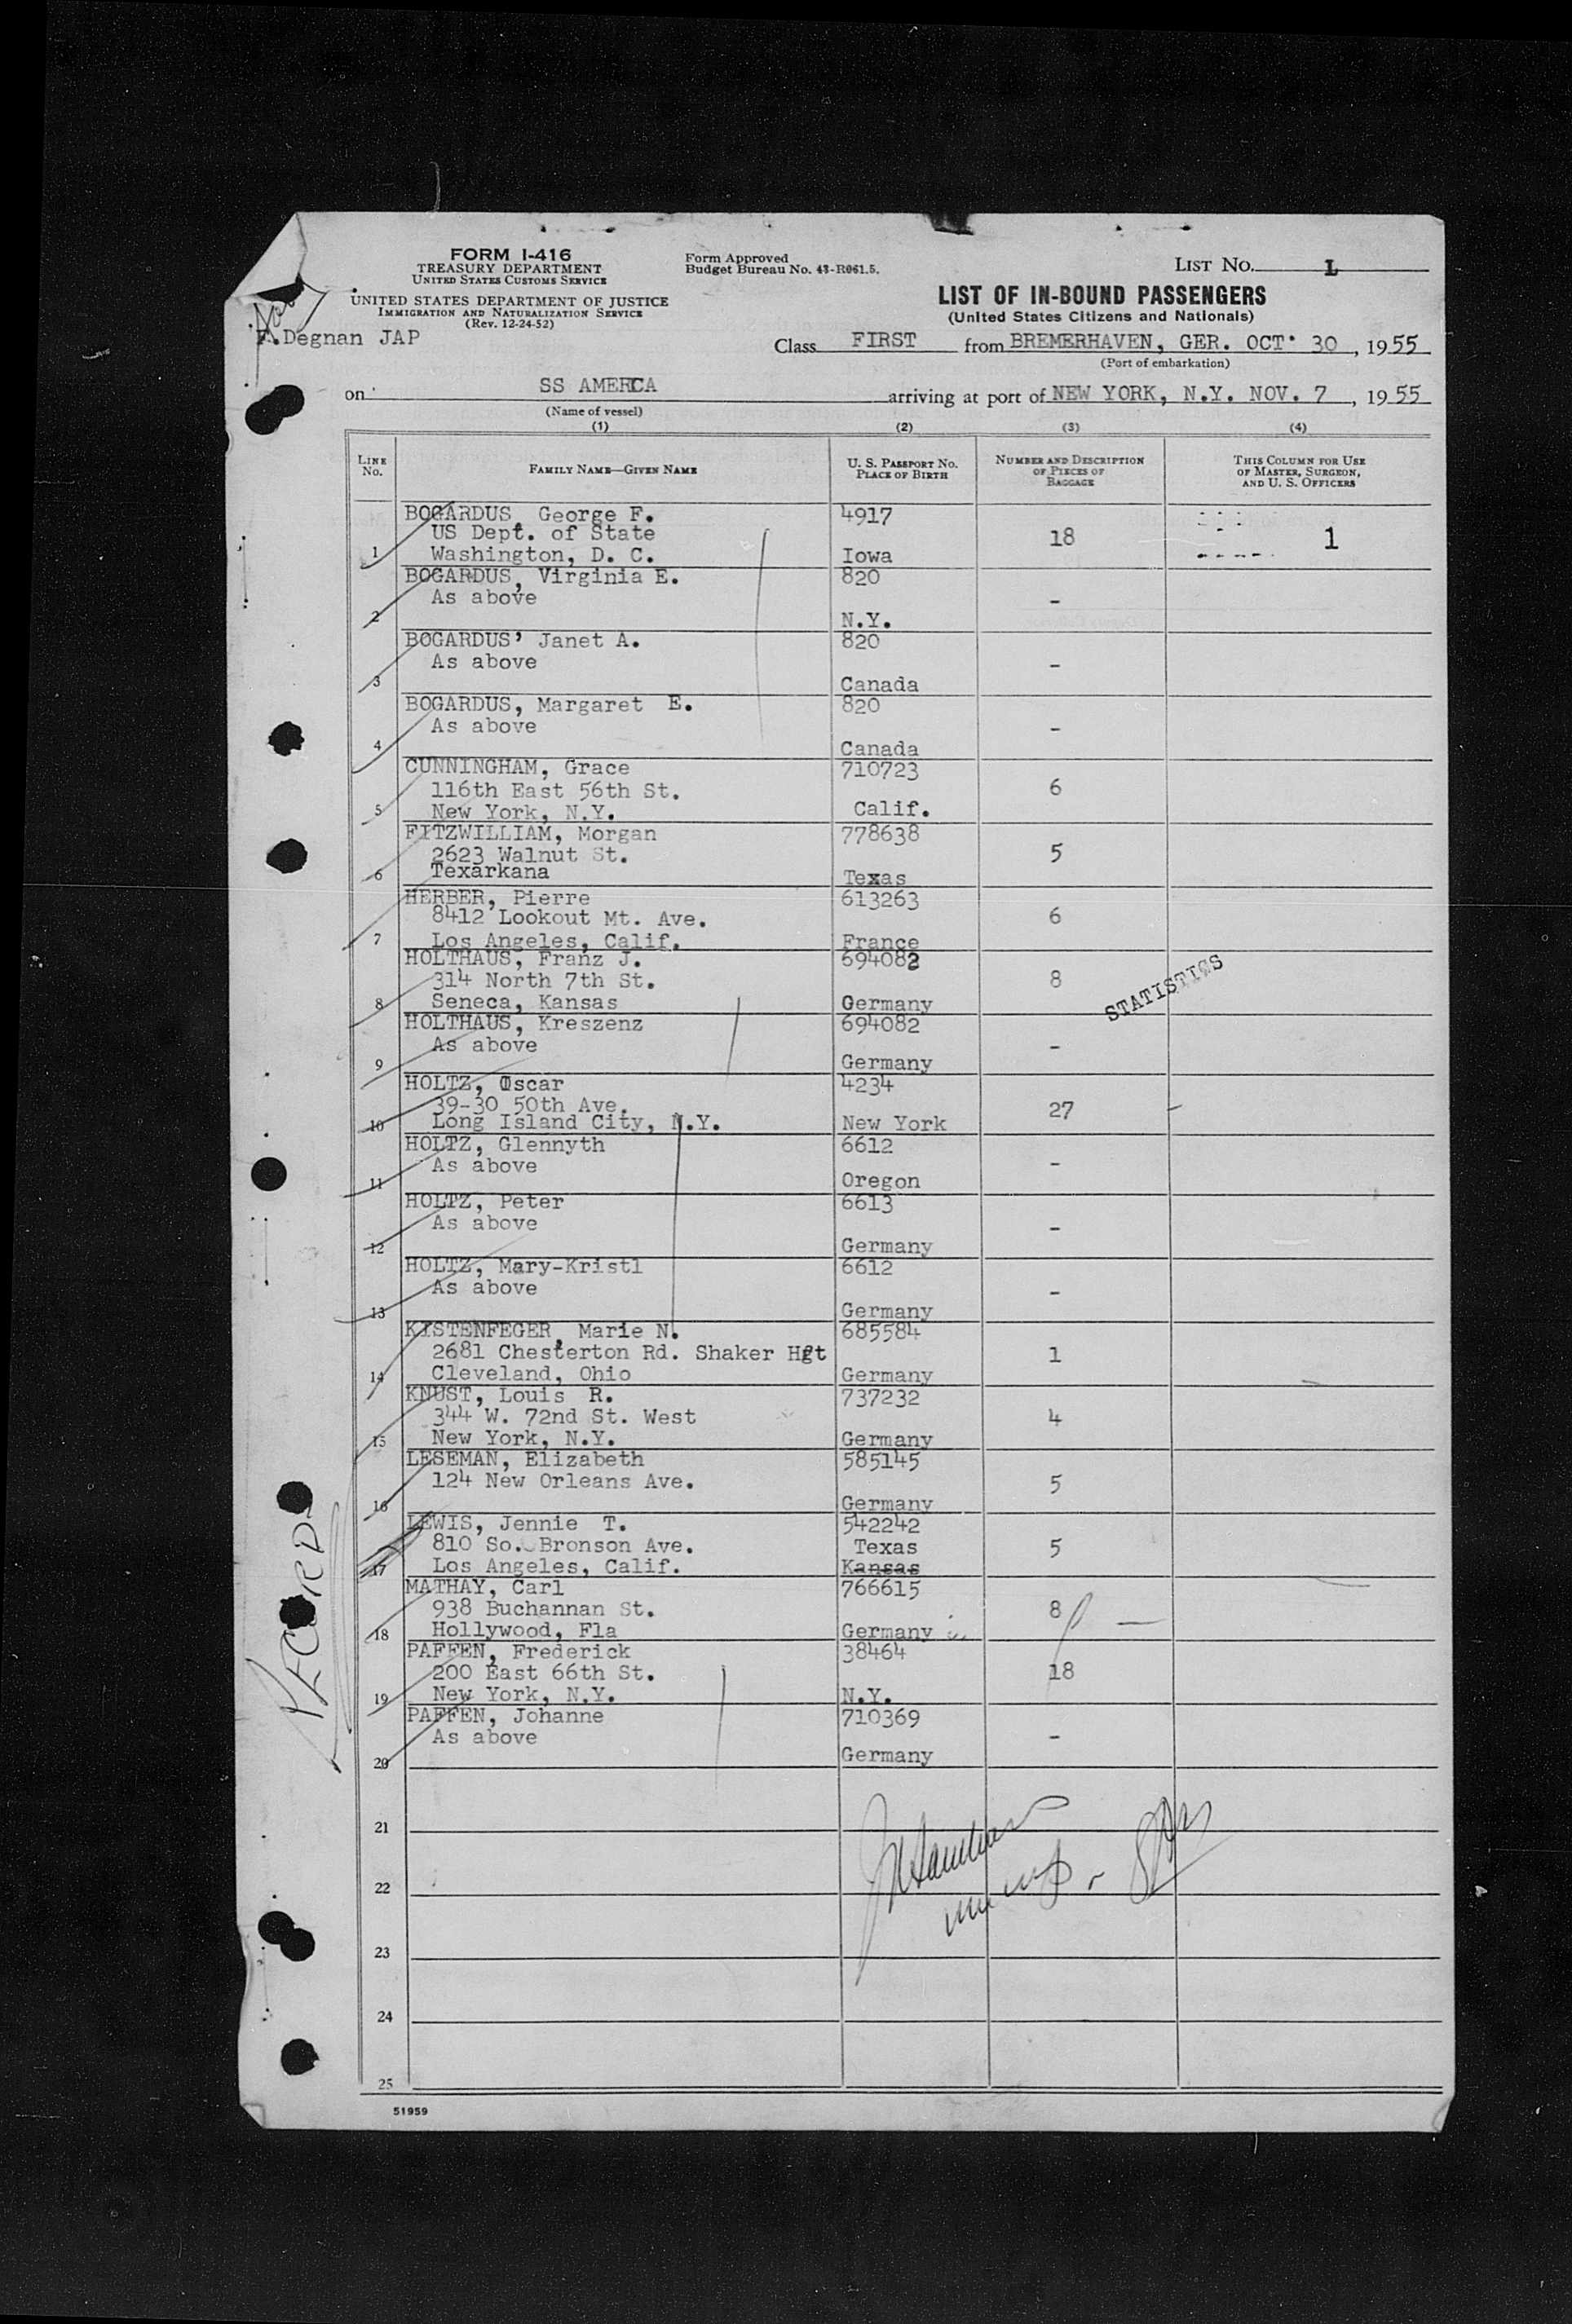 FORM I-416
TREASURY DEPARTMENT
UNITED STATES CUSTOMS SERVICE
UNITED STATES DEPARTMENT OF JUSTICE
IMMIGRATION AND NATURALIZATION SERVICE
(Rev. 12-24-52)
Form Approved
Budget Bureau No. 43-R061.5.
LIST No. 1
LIST OF IN-BOUND PASSENGERS
(United States Citizens and Nationals)
F. Degnan JAP
Class FIRST from BREMERHAVEN, GER. OCT. 30, 1955
(Port of embarkation)
on SS AMERICA arriving at port of NEW YORK, N.Y. NOV. 7, 1955
(Name of vessel)
(1) (2) (3) (4)
LINE No. FAMILY NAME—GIVEN NAME U. S. PASSPORT No. PLACE OF BIRTH NUMBER AND DESCRIPTION OF PIECES OF BAGGAGE THIS COLUMN FOR USE OF MASTER, SURGEON, AND U. S. OFFICERS
BOGARDUS, George F. 4917
US Dept. of State 18 1
1 Washington, D. C. Iowa
BOGARDUS, Virginia E. 820
As above -
2 N.Y.
BOGARDUS' Janet A. 820
As above -
3 Canada
BOGARDUS, Margaret E. 820
As above -
4 Canada
CUNNINGHAM, Grace 710723
116th East 56th St. 6
5 New York, N.Y. Calif.
FITZWILLIAM, Morgan 778638
2623 Walnut St. 5
6 Texarkana Texas
HERBER, Pierre 613263
8412 Lookout Mt. Ave. 6
7 Los Angeles, Calif. France
HOLTHAUS, Franz J. 694082
314 North 7th St. 8
8 Seneca, Kansas Germany
STATISTICS
HOLTHAUS, Kreszenz 694082
As above -
9 Germany
HOLTZ, Oscar 4234
39-30 50th Ave. 27 -
10 Long Island City, N.Y. New York
HOLTZ, Glennyth 6612
As above -
11 Oregon
HOLTZ, Peter 6613
As above -
12 Germany
HOLTZ, Mary-Kristl 6612
As above -
13 Germany
KISTENFEGER, Marie N. 685584
2681 Chesterton Rd. Shaker Hgt 1
14 Cleveland, Ohio Germany
KNUST, Louis R. 737232
344 W. 72nd St. West 4
15 New York, N.Y. Germany
LESEMAN, Elizabeth 585145
124 New Orleans Ave. 5
16 Germany
LEWIS, Jennie T. 542242
810 So. Bronson Ave. Texas 5
17 Los Angeles, Calif. Kansas
MATHAY, Carl 766615
938 Buchannan St. 8
18 Hollywood, Fla Germany
PAFFEN, Frederick 38464
200 East 66th St. 18
19 New York, N.Y. N.Y.
PAFFEN, Johanne 710369
As above -
20 Germany
RECORD
21
22
23
24
25
51959